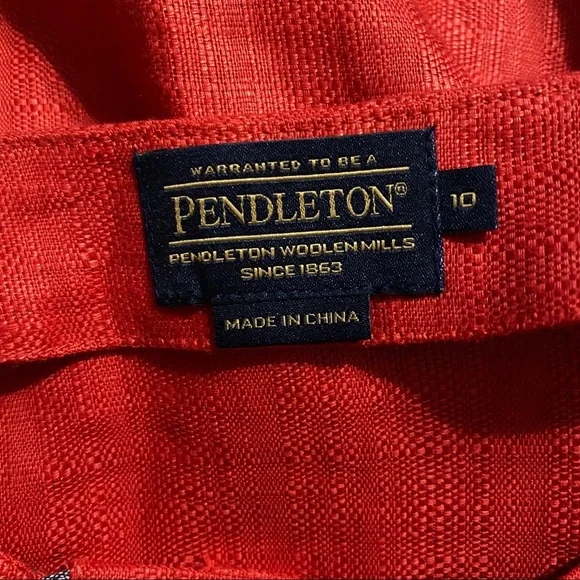 WARRANTED TO BE A
PENDLETON®
PENDLETON WOOLEN MILLS
SINCE 1863
10
MADE IN CHINA